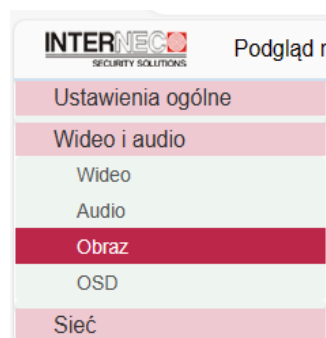 INTERNEC
SECURITY SOLUTIONS
Podgląd
Ustawienia ogólne
Wideo i audio
Wideo
Audio
Obraz
OSD
Sieć